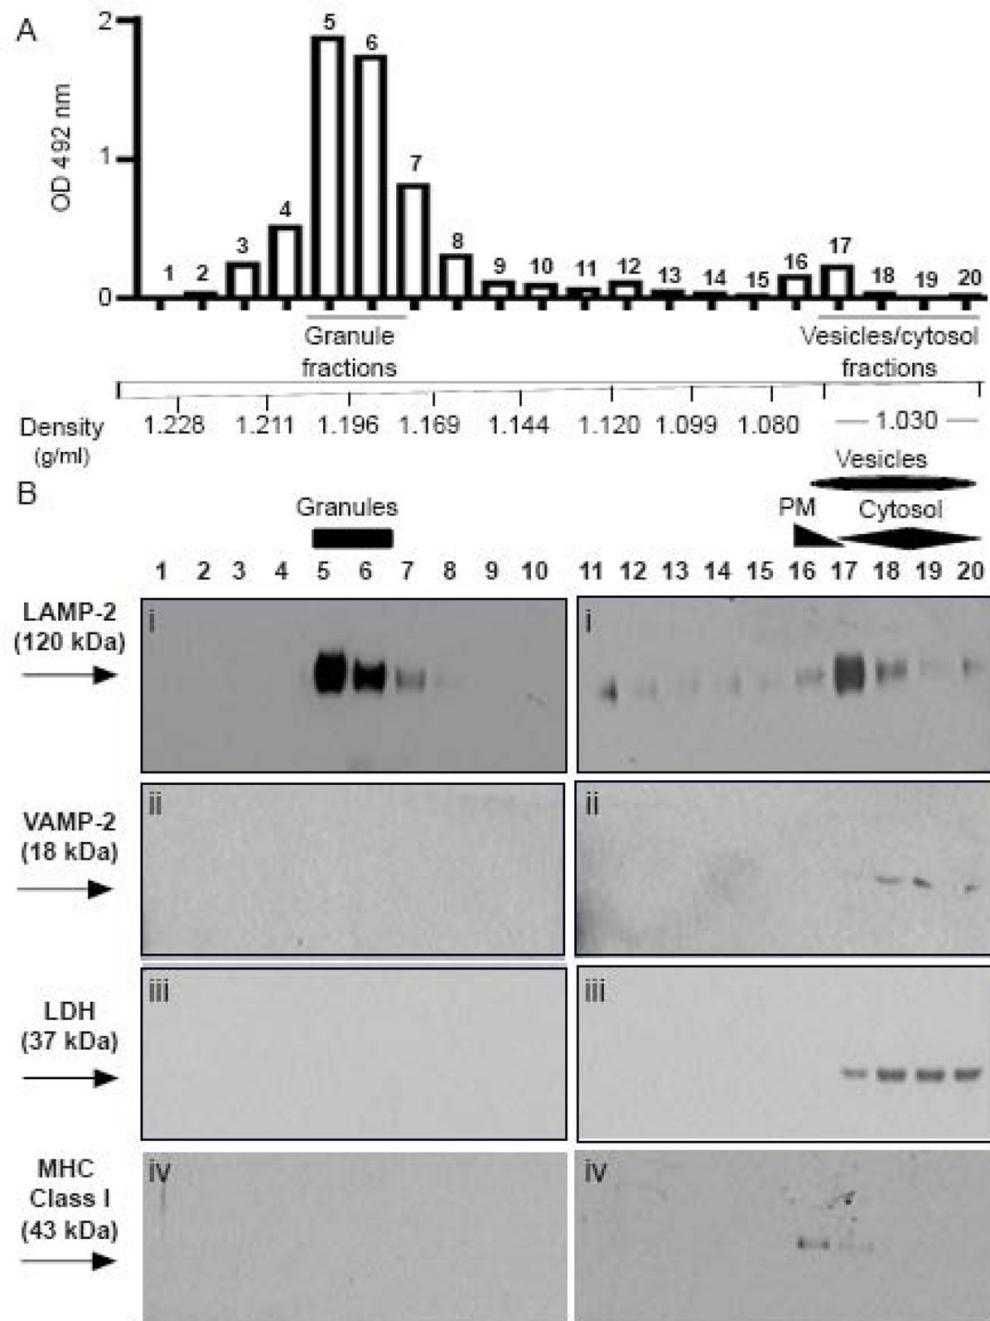 A
OD 492 nm
2
1
0
1 2 3 4 5 6 7 8 9 10 11 12 13 14 15 16 17 18 19 20
Granule
fractions
Vesicles/cytosol
fractions
Density
(g/ml)
1.228 1.211 1.196 1.169 1.144 1.120 1.099 1.080 1.030
B
Vesicles
Granules
PM
Cytosol
1 2 3 4 5 6 7 8 9 10 11 12 13 14 15 16 17 18 19 20
LAMP-2
(120 kDa)
i
i
VAMP-2
(18 kDa)
ii
ii
LDH
(37 kDa)
iii
iii
MHC
Class I
(43 kDa)
iv
iv